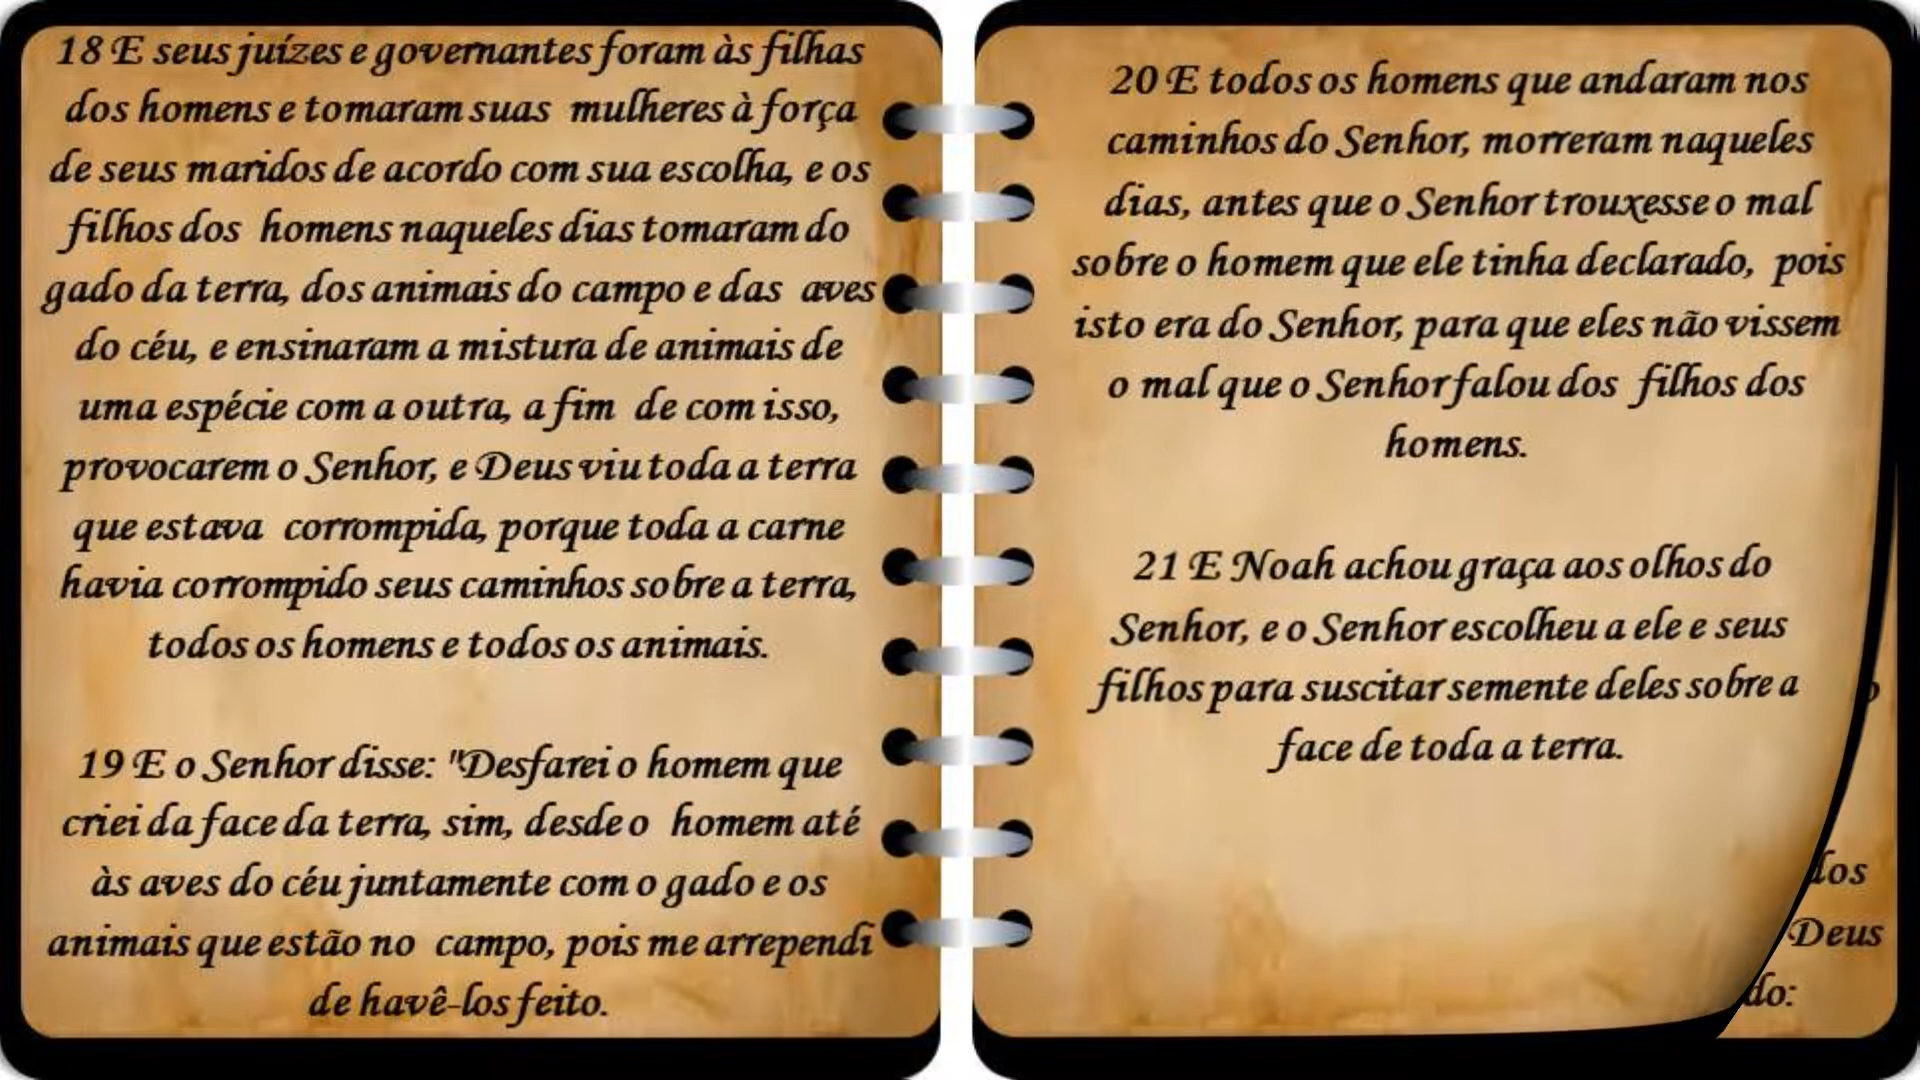 18 E seus juízes e governantes foram às filhas
dos homens e tomaram suas mulheres à força
de seus maridos de acordo com sua escolha, e os
filhos dos homens naqueles dias tomaram do
gado da terra, dos animais do campo e das aves
do céu, e ensinaram a mistura de animais de
uma espécie com a outra, a fim de com isso,
provocarem o Senhor, e Deus viu toda a terra
que estava corrompida, porque toda a carne
havia corrompido seus caminhos sobre a terra,
todos os homens e todos os animais.
19 E o Senhor disse: "Desfarei o homem que
criei da face da terra, sim, desde o homem até
às aves do céu juntamente com o gado e os
animais que estão no campo, pois me arrependi
de havê-los feito.
20 E todos os homens que andaram nos
caminhos do Senhor, morreram naqueles
dias, antes que o Senhor trouxesse o mal
sobre o homem que ele tinha declarado, pois
isto era do Senhor, para que eles não vissem
o mal que o Senhor falou dos filhos dos
homens.
21 E Noah achou graça aos olhos do
Senhor, e o Senhor escolheu a ele e seus
filhos para suscitar semente deles sobre a
face de toda a terra.
dos
Deus
do: